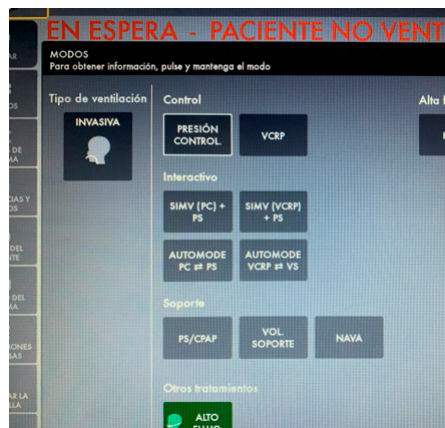 EN ESPERA - PACIENTE NO VENT
MODOS
Para obtener información, pulse y mantenga el modo
Tipo de ventilación
INVASIVA
Control
PRESIÓN
CONTROL.
VCRP
Alta
Interactivo
SIMV (PC) +
PS
SIMV (VCRP)
+ PS
AUTOMODE
PC ⇄ PS
AUTOMODE
VCRP ⇄ VS
Soporte
PS/CPAP
VOL.
SOPORTE
NAVA
Otros tratamientos
ALTO
FLUJO